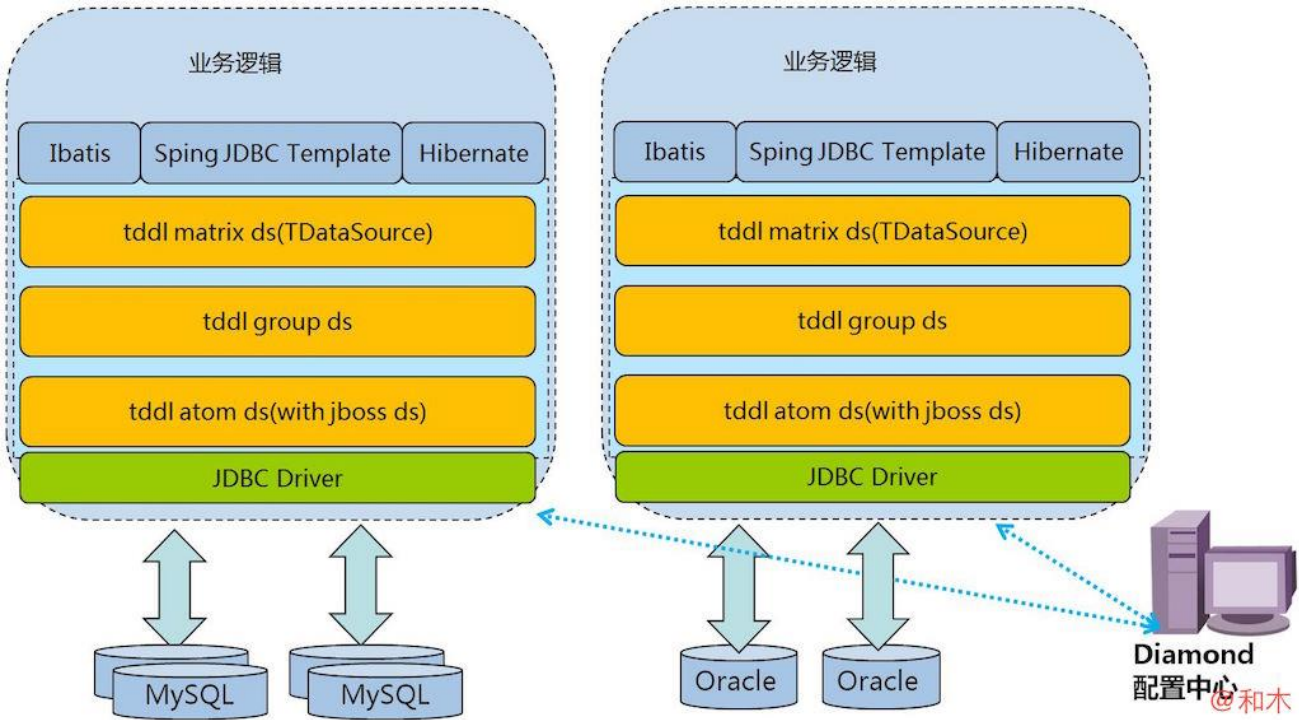 业务逻辑
Ibatis
Sping JDBC Template
Hibernate
tddl matrix ds(TDataSource)
tddl group ds
tddl atom ds(with jboss ds)
JDBC Driver
MySQL
MySQL
业务逻辑
Ibatis
Sping JDBC Template
Hibernate
tddl matrix ds(TDataSource)
tddl group ds
tddl atom ds(with jboss ds)
JDBC Driver
Oracle
Oracle
Diamond
配置中心
@和木